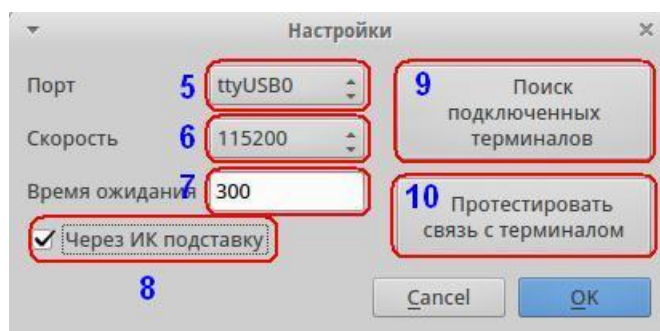 Настройки
Порт 5 ttyUSB0
9 Поиск
подключенных
терминалов
Скорость 6 115200
Время ожидания 7 300
10 Протестировать
связь с терминалом
Через ИК подставку
8
Cancel OK